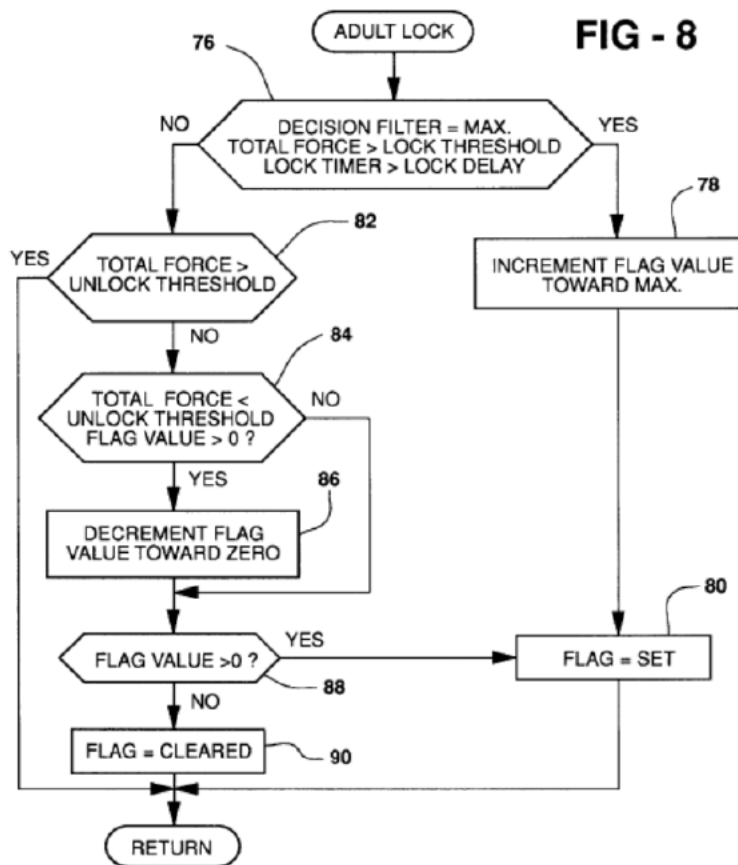 ADULT LOCK
FIG - 8
76
NO
DECISION FILTER = MAX.
TOTAL FORCE > LOCK THRESHOLD
LOCK TIMER > LOCK DELAY
YES
78
82
YES
TOTAL FORCE >
UNLOCK THRESHOLD
INCREMENT FLAG VALUE
TOWARD MAX.
NO
84
TOTAL FORCE <
UNLOCK THRESHOLD
FLAG VALUE > 0 ?
NO
YES
86
DECREMENT FLAG
VALUE TOWARD ZERO
80
FLAG VALUE >0 ?
YES
FLAG = SET
88
NO
FLAG = CLEARED
90
RETURN